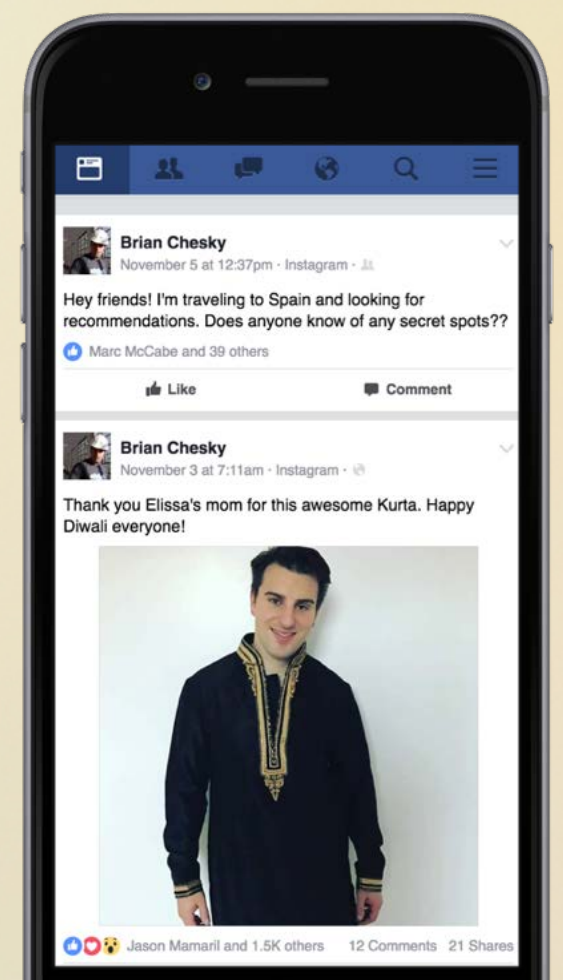 Brian Chesky
November 5 at 12:37pm · Instagram ·
Hey friends! I'm traveling to Spain and looking for
recommendations. Does anyone know of any secret spots??
Marc McCabe and 39 others
Like Comment
Brian Chesky
November 3 at 7:11am · Instagram ·
Thank you Elissa's mom for this awesome Kurta. Happy
Diwali everyone!
Jason Mamaril and 1.5K others 12 Comments 21 Shares